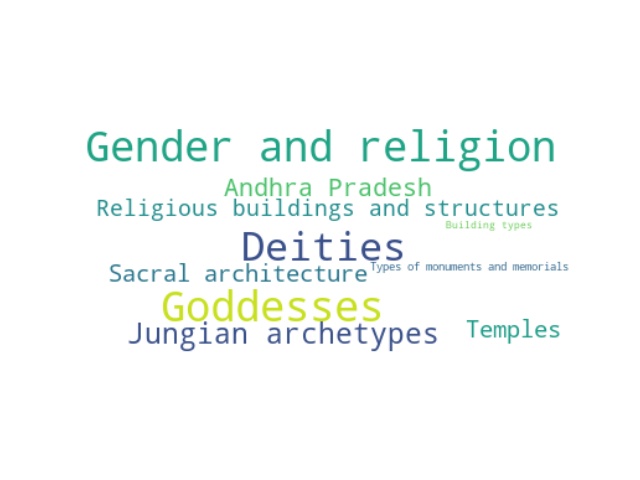 Gender and religion
Andhra Pradesh
Religious buildings and structures
Building types
Deities
Types of monuments and memorials
Sacral architecture
Goddesses
Jungian archetypes
Temples